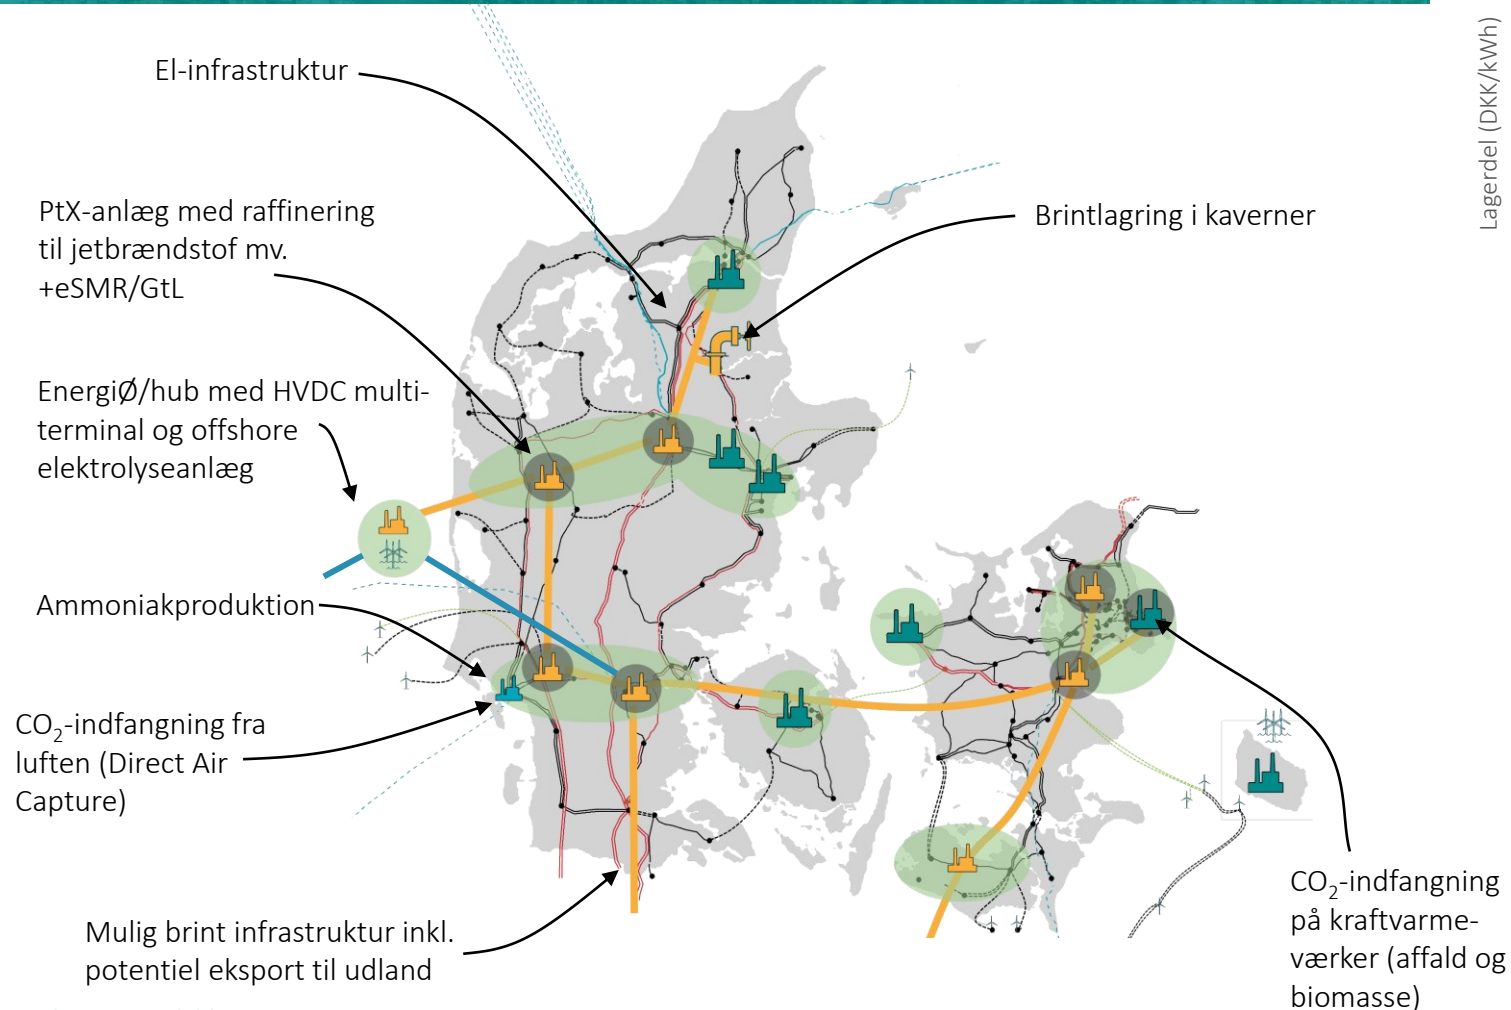 El-infrastruktur
PtX-anlæg med raffinering
til jetbrændstof mv.
+eSMR/GtL
EnergiØ/hub med HVDC multi-
terminal og offshore
elektrolyseanlæg
Ammoniakproduktion
CO₂-indfangning fra
luften (Direct Air
Capture)
Mulig brint infrastruktur inkl.
potentiel eksport til udland
Brintlagring i kaverner
CO₂-indfangning
på kraftvarme-
værker (affald og
biomasse)
Lagerdel (DKK/kWh)